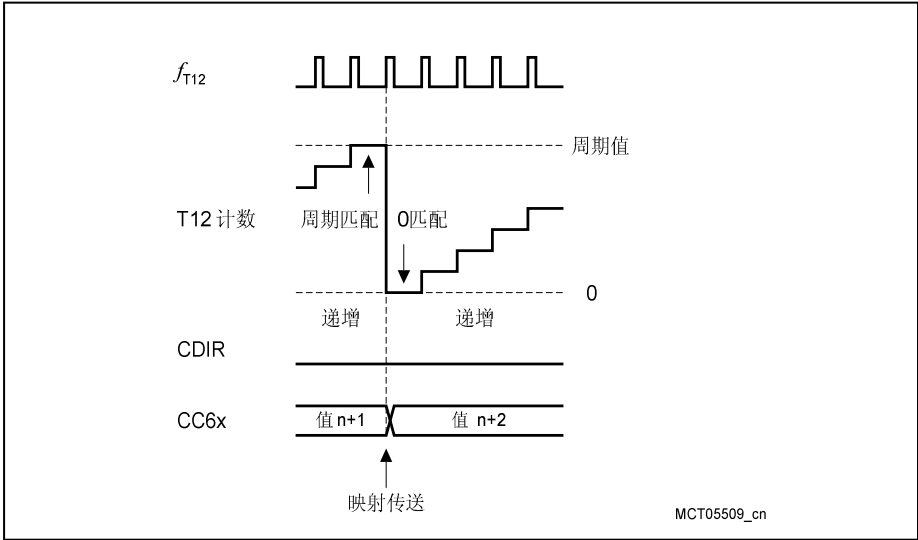 fT12
周期值
T12 计数
周期匹配
0匹配
0
递增
递增
CDIR
CC6x
值 n+1
值 n+2
映射传送
MCT05509_cn